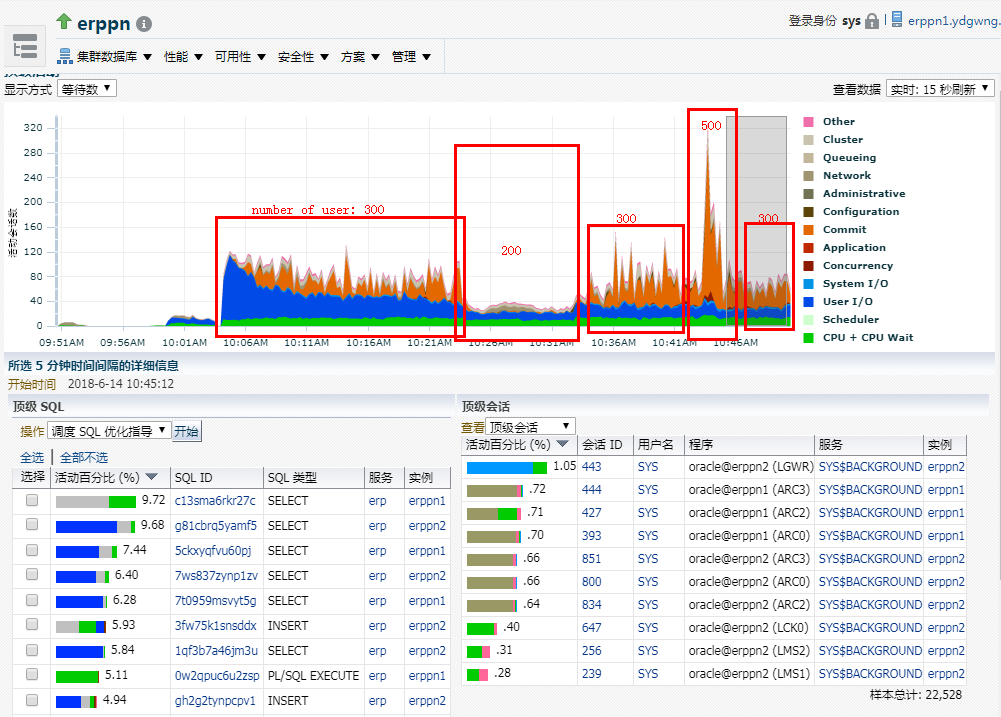 erppn
登录身份 sys
erppn1.ydgwng.
集群数据库 ▼ 性能 ▼ 可用性 ▼ 安全性 ▼ 方案 ▼ 管理 ▼
显示方式 等待数 ▼
查看数据 实时: 15 秒刷新 ▼
活动会话数
320
280
240
200
160
120
80
40
0
number of user: 300
200
300
500
300
09:51AM 09:56AM 10:01AM 10:06AM 10:11AM 10:16AM 10:21AM 10:26AM 10:31AM 10:36AM 10:41AM 10:46AM
Other
Cluster
Queueing
Network
Administrative
Configuration
Commit
Application
Concurrency
System I/O
User I/O
Scheduler
CPU + CPU Wait
所选 5 分钟时间间隔的详细信息
开始时间 2018-6-14 10:45:12
顶级 SQL
操作 调度 SQL 优化指导 ▼ 开始
全选 | 全部不选
选择 活动百分比 (%) SQL ID SQL 类型 服务 实例
9.72 c13sma6rkr27c SELECT erp erppn1
9.68 g81cbrq5yamf5 SELECT erp erppn2
7.44 5ckxyqfvu60pj SELECT erp erppn1
6.40 7ws837zynp1zv SELECT erp erppn2
6.28 7t0959msvyt5g SELECT erp erppn1
5.93 3fw75k1snsddx INSERT erp erppn2
5.84 1qf3b7a46jm3u SELECT erp erppn2
5.11 0w2qpuc6u2zsp PL/SQL EXECUTE erp erppn1
4.94 gh2g2tynpcpv1 INSERT erp erppn2
顶级会话
查看 顶级会话 ▼
活动百分比 (%) 会话 ID 用户名 程序 服务 实例
1.05 443 SYS oracle@erppn2 (LGWR) SYS$BACKGROUND erppn2
.72 444 SYS oracle@erppn1 (ARC3) SYS$BACKGROUND erppn1
.71 427 SYS oracle@erppn1 (ARC2) SYS$BACKGROUND erppn1
.70 393 SYS oracle@erppn1 (ARC0) SYS$BACKGROUND erppn1
.66 851 SYS oracle@erppn2 (ARC3) SYS$BACKGROUND erppn2
.66 800 SYS oracle@erppn2 (ARC0) SYS$BACKGROUND erppn2
.64 834 SYS oracle@erppn2 (ARC2) SYS$BACKGROUND erppn2
.40 647 SYS oracle@erppn2 (LCK0) SYS$BACKGROUND erppn2
.31 256 SYS oracle@erppn2 (LMS2) SYS$BACKGROUND erppn2
.28 239 SYS oracle@erppn2 (LMS1) SYS$BACKGROUND erppn2
样本总计: 22,528